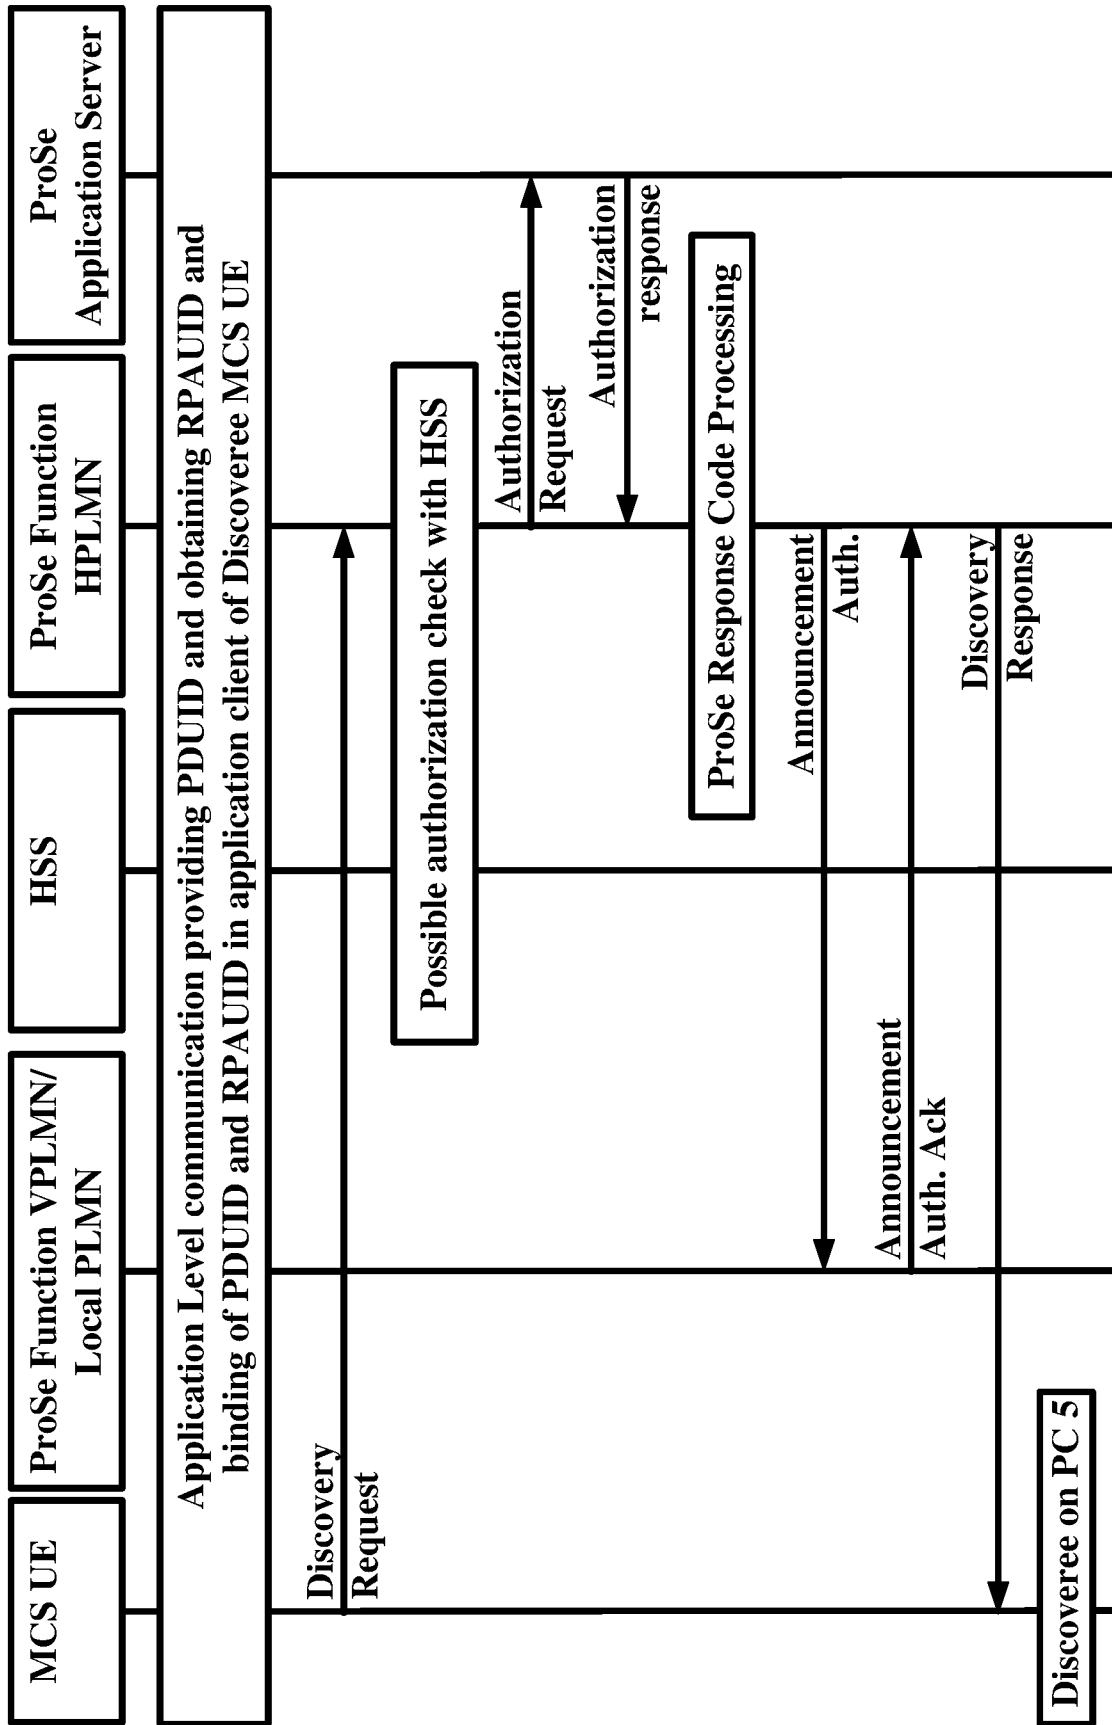 MCS UE
ProSe Function VPLMN/
Local PLMN
HSS
ProSe Function
HPLMN
ProSe
Application Server
Application Level communication providing PDUID and obtaining RPAUID and
binding of PDUID and RPAUID in application client of Discoveree MCS UE
Discovery
Request
Possible authorization check with HSS
Authorization
Request
Authorization
response
ProSe Response Code Processing
Announcement
Auth.
Announcement
Auth. Ack
Discovery
Response
Discoveree on PC 5